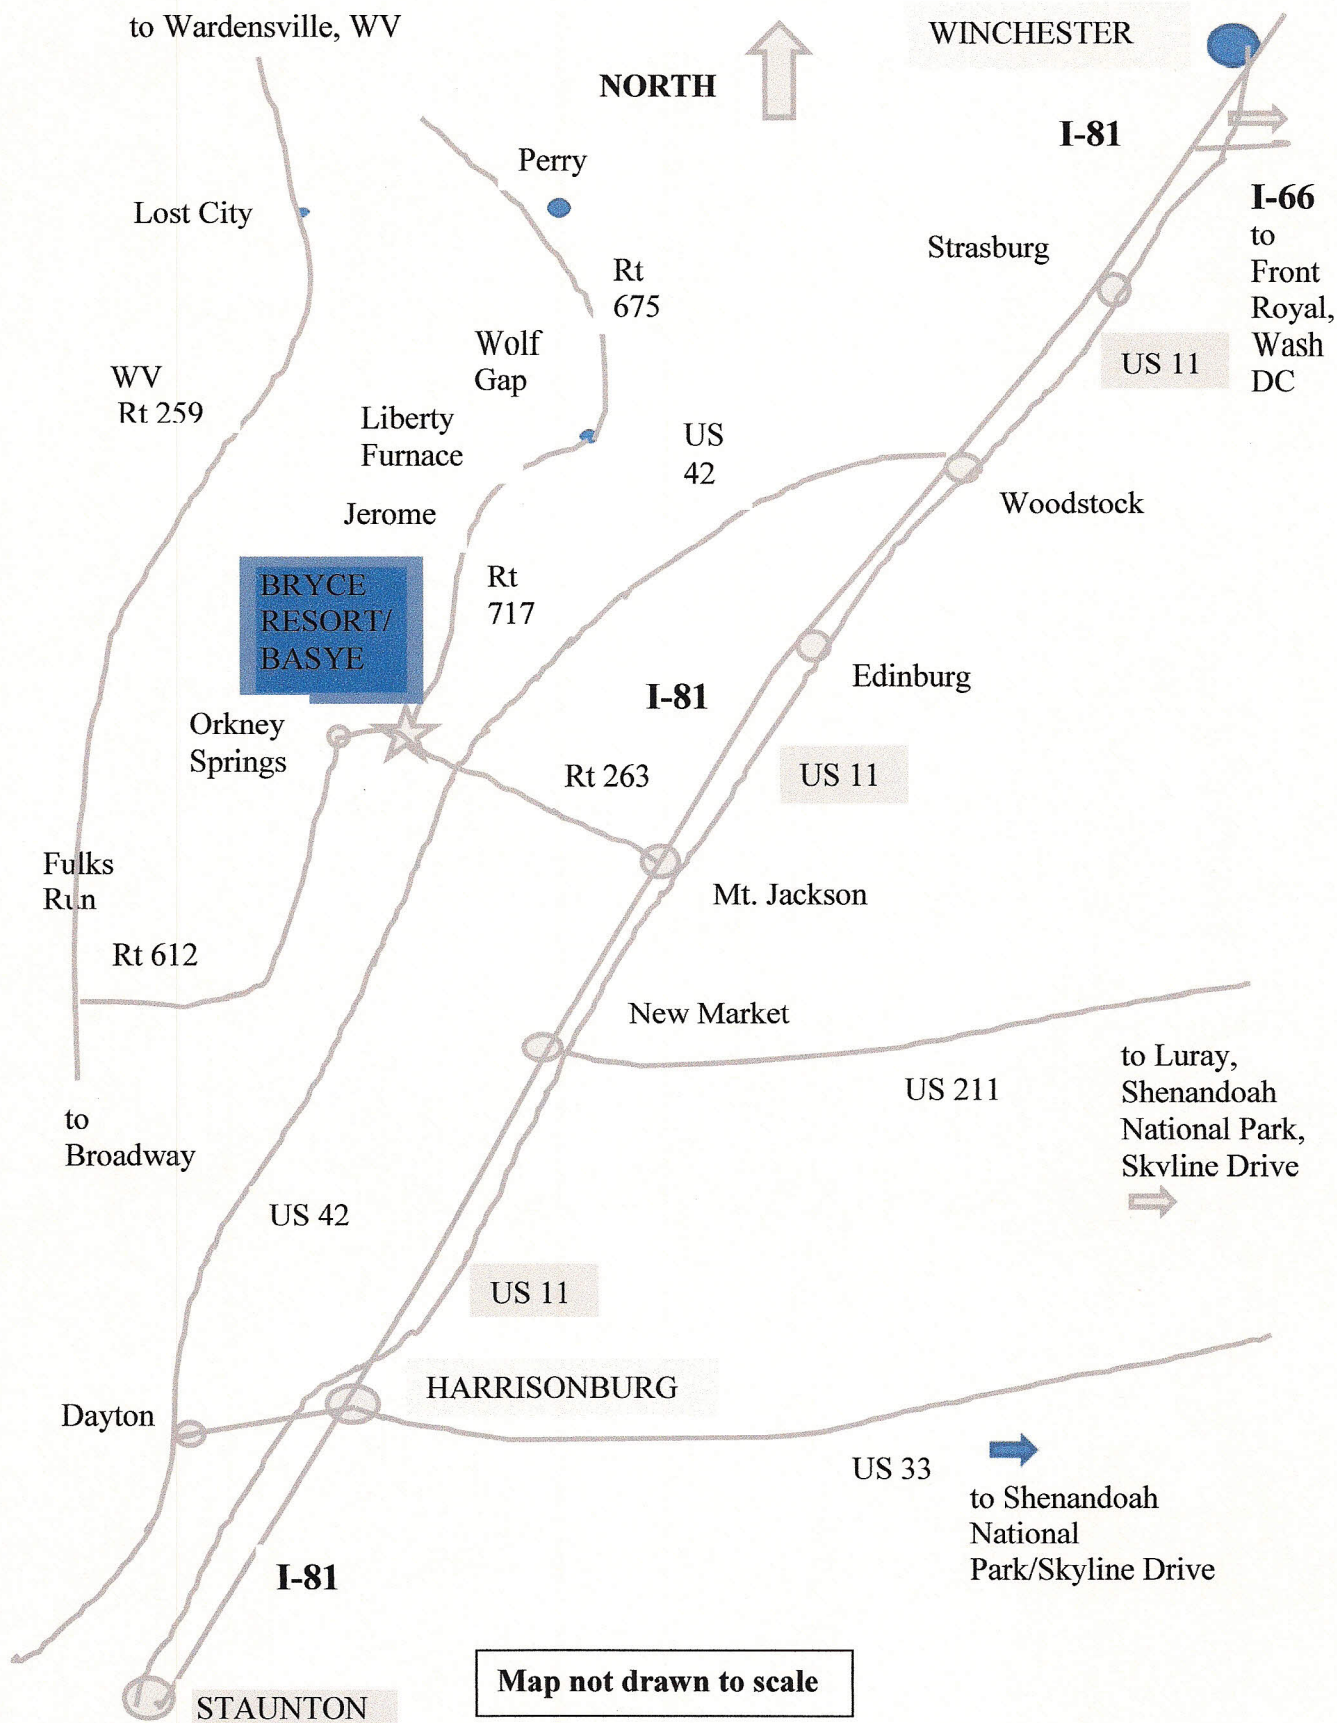 to Wardensville, WV
NORTH
WINCHESTER
I-81
Perry
Lost City
I-66
to
Front
Royal,
Wash
DC
Strasburg
Rt
675
Wolf
Gap
US 11
WV
Rt 259
Liberty
Furnace
US
42
Jerome
Woodstock
BRYCE
RESORT/
BASYE
Rt
717
Edinburg
I-81
Orkney
Springs
Rt 263
US 11
Fulks
Run
Mt. Jackson
Rt 612
New Market
to Luray,
Shenandoah
National Park,
Skyline Drive
US 211
to
Broadway
US 42
US 11
HARRISONBURG
Dayton
US 33
to Shenandoah
National
Park/Skyline Drive
I-81
Map not drawn to scale
STAUNTON